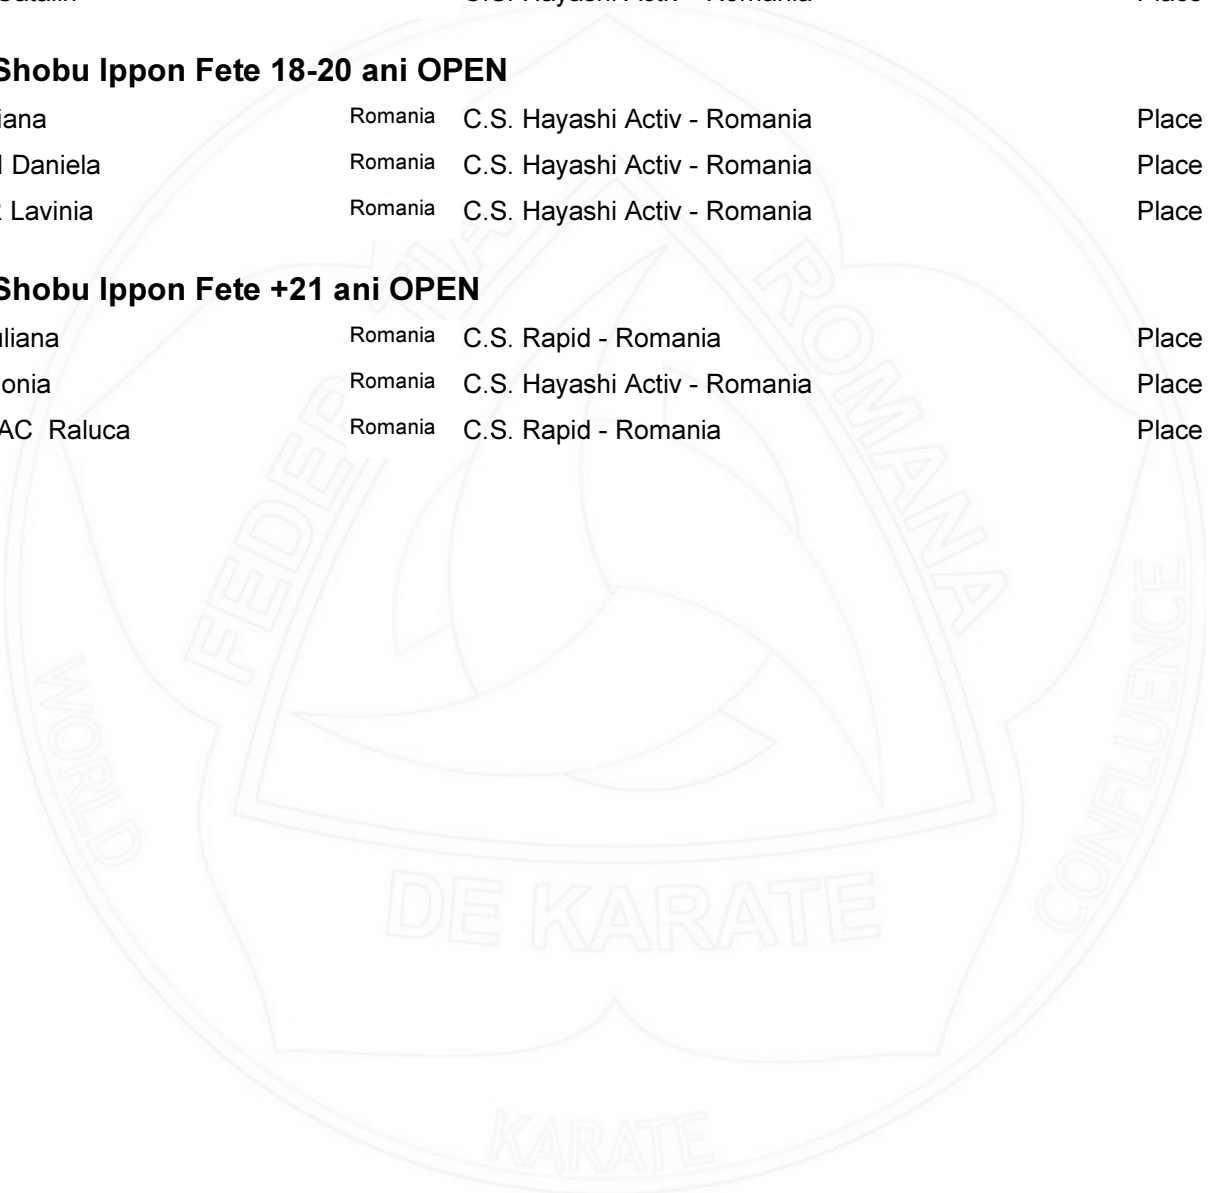 Shobu Ippon Fete 18-20 ani OPEN
iana Romania C.S. Hayashi Activ - Romania Place
Daniela Romania C.S. Hayashi Activ - Romania Place
Lavinia Romania C.S. Hayashi Activ - Romania Place
Shobu Ippon Fete +21 ani OPEN
uliana Romania C.S. Rapid - Romania Place
onia Romania C.S. Hayashi Activ - Romania Place
AC Raluca Romania C.S. Rapid - Romania Place
ROMANA
WORLD
CONFLUENCE
DE KARATE
KARATE